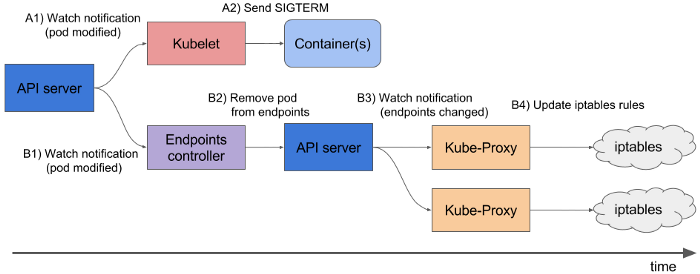 A1) Watch notification
(pod modified)
A2) Send SIGTERM
Kubelet
Container(s)
API server
B1) Watch notification
(pod modified)
B2) Remove pod
from endpoints
Endpoints
controller
API server
B3) Watch notification
(endpoints changed)
B4) Update iptables rules
Kube-Proxy
iptables
Kube-Proxy
iptables
time